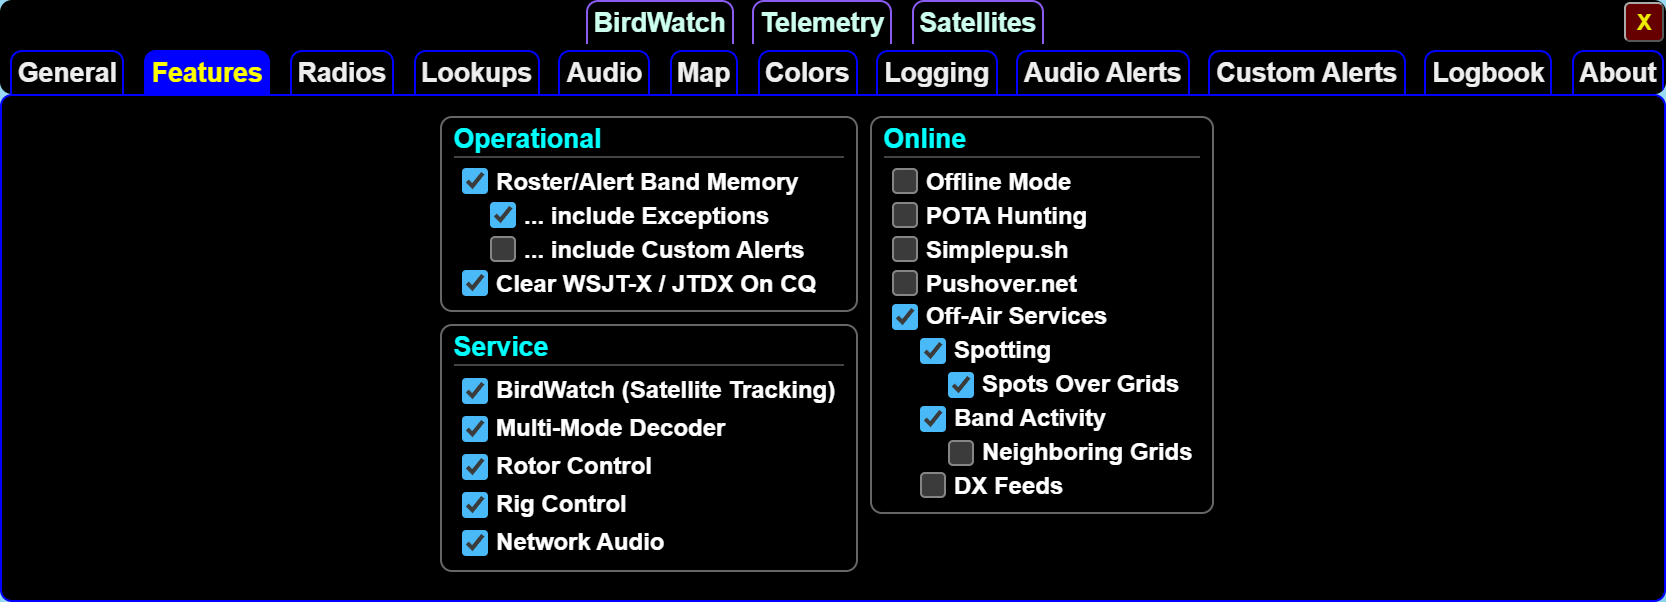 BirdWatch Telemetry Satellites X
General Features Radios Lookups Audio Map Colors Logging Audio Alerts Custom Alerts Logbook About
Operational
Roster/Alert Band Memory
... include Exceptions
... include Custom Alerts
Clear WSJT-X / JTDX On CQ
Service
BirdWatch (Satellite Tracking)
Multi-Mode Decoder
Rotor Control
Rig Control
Network Audio
Online
Offline Mode
POTA Hunting
Simplepu.sh
Pushover.net
Off-Air Services
Spotting
Spots Over Grids
Band Activity
Neighboring Grids
DX Feeds